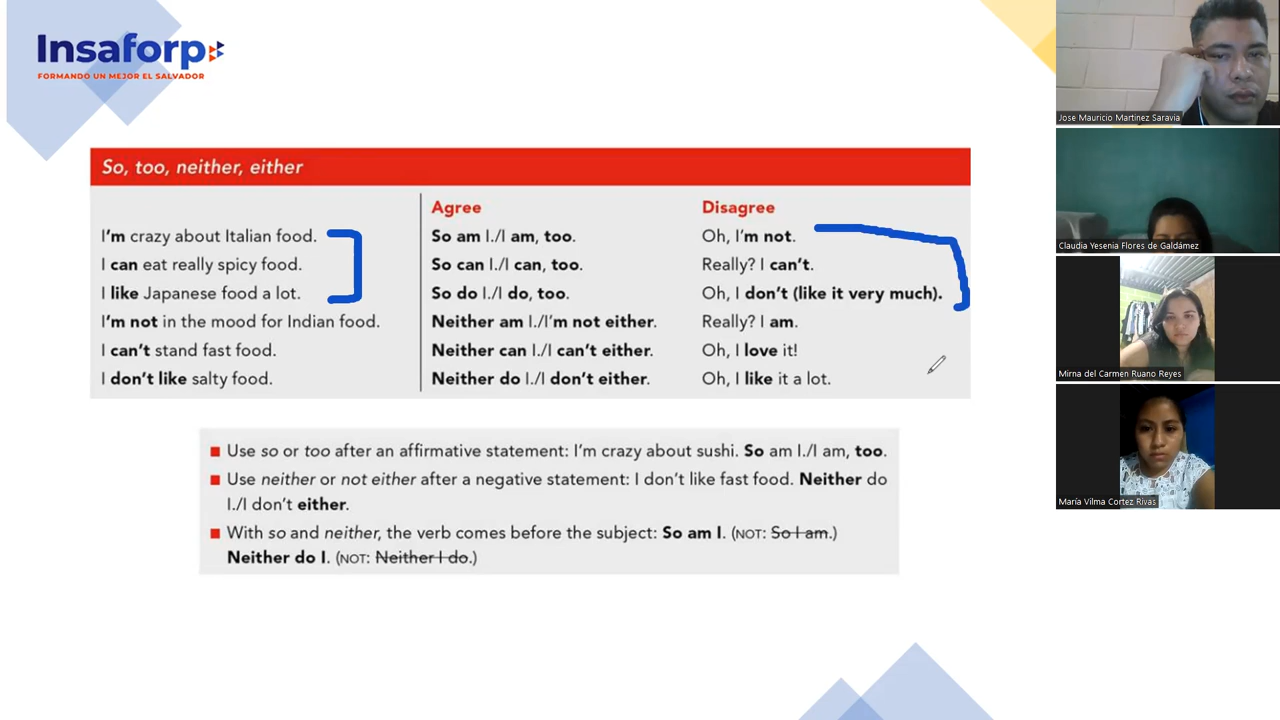 Insaforp
FORMANDO UN MEJOR EL SALVADOR
So, too, neither, either
Agree Disagree
I'm crazy about Italian food. So am I./I am, too. Oh, I'm not.
I can eat really spicy food. So can I./I can, too. Really? I can't.
I like Japanese food a lot. So do I./I do, too. Oh, I don't (like it very much).
I'm not in the mood for Indian food. Neither am I./I'm not either. Really? I am.
I can't stand fast food. Neither can I./I can't either. Oh, I love it!
I don't like salty food. Neither do I./I don't either. Oh, I like it a lot.
Use so or too after an affirmative statement: I'm crazy about sushi. So am I./I am, too.
Use neither or not either after a negative statement: I don't like fast food. Neither do
I./I don't either.
With so and neither, the verb comes before the subject: So am I. (NOT: So I am.)
Neither do I. (NOT: Neither I do.)
Jose Mauricio Martinez Saravia
Claudia Yesenia Flores de Galdámez
Mirna del Carmen Ruano Reyes
María Vilma Cortez Rivas